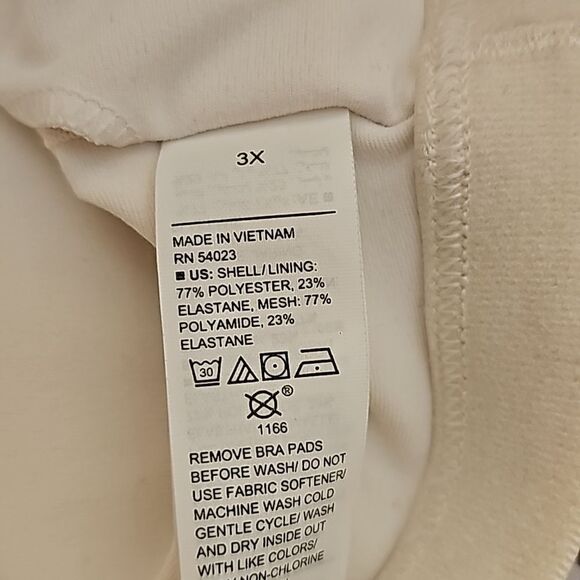 3X
MADE IN VIETNAM
RN 54023
■ US: SHELL/ LINING:
77% POLYESTER, 23%
ELASTANE, MESH: 77%
POLYAMIDE, 23%
ELASTANE
30
®
1166
REMOVE BRA PADS
BEFORE WASH/ DO NOT
USE FABRIC SOFTENER/
MACHINE WASH COLD
GENTLE CYCLE/ WASH
AND DRY INSIDE OUT
WITH LIKE COLORS/
NON-CHLORINE